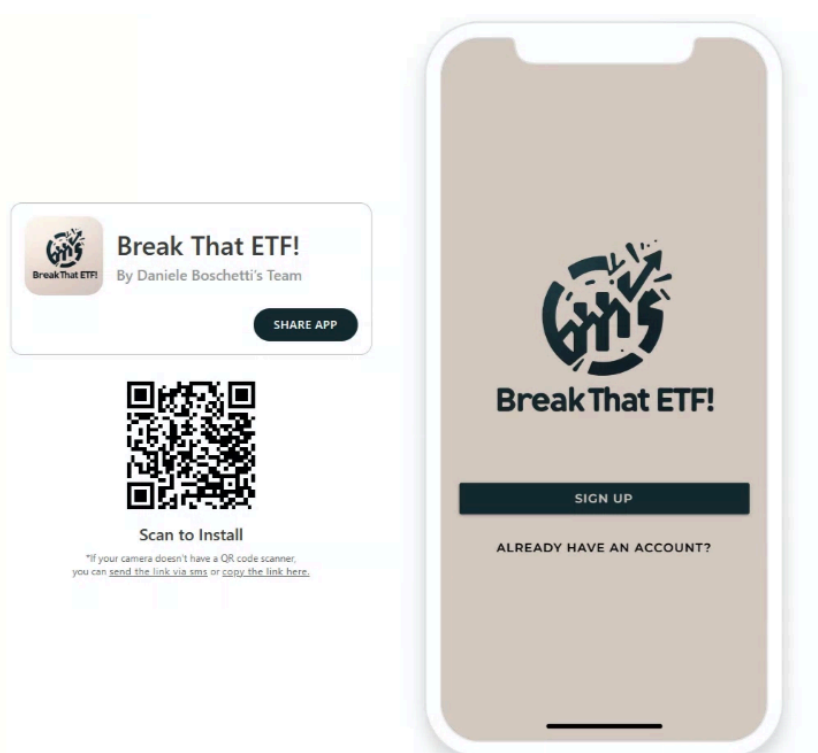 Break That ETF!
Break That ETF!
By Daniele Boschetti's Team
SHARE APP
Scan to Install
*If your camera doesn't have a QR code scanner,
you can send the link via sms or copy the link here.
Break That ETF!
SIGN UP
ALREADY HAVE AN ACCOUNT?